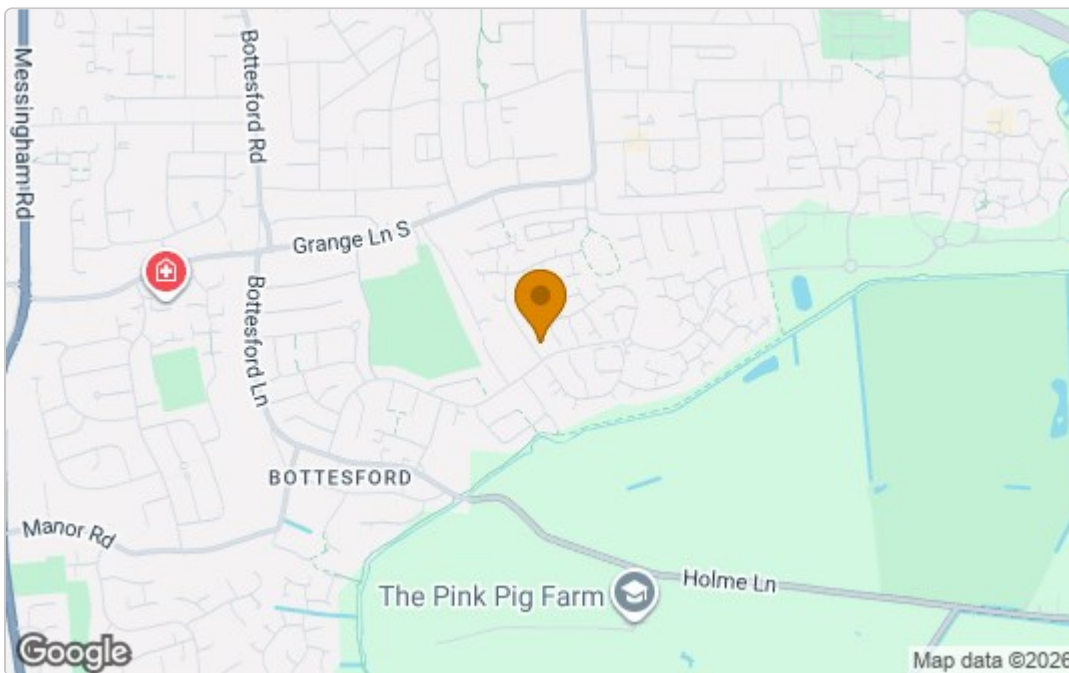 Messingham Rd
Bottesford Rd
Grange Ln S
Bottesford Ln
BOTTESFORD
Manor Rd
The Pink Pig Farm
Holme Ln
Google
Map data ©2026